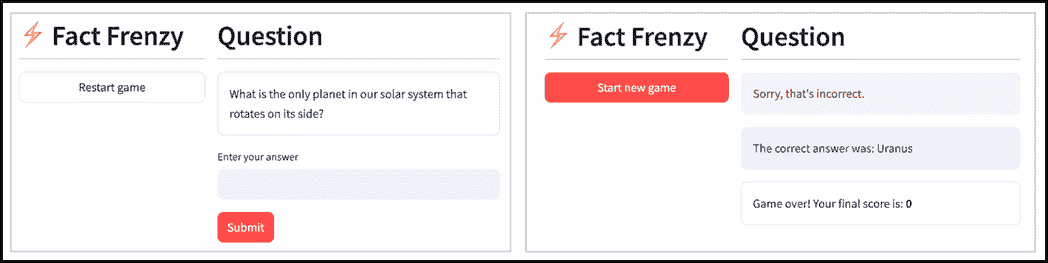 ⚡ Fact Frenzy
Restart game
Question
What is the only planet in our solar system that
rotates on its side?
Enter your answer
Submit
⚡ Fact Frenzy
Start new game
Question
Sorry, that's incorrect.
The correct answer was: Uranus
Game over! Your final score is: 0